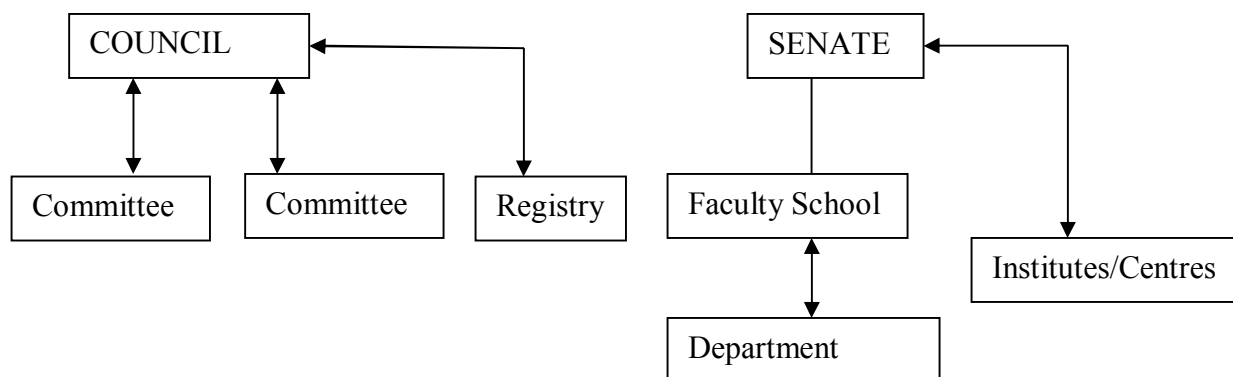 COUNCIL
SENATE
Committee
Committee
Registry
Faculty School
Institutes/Centres
Department